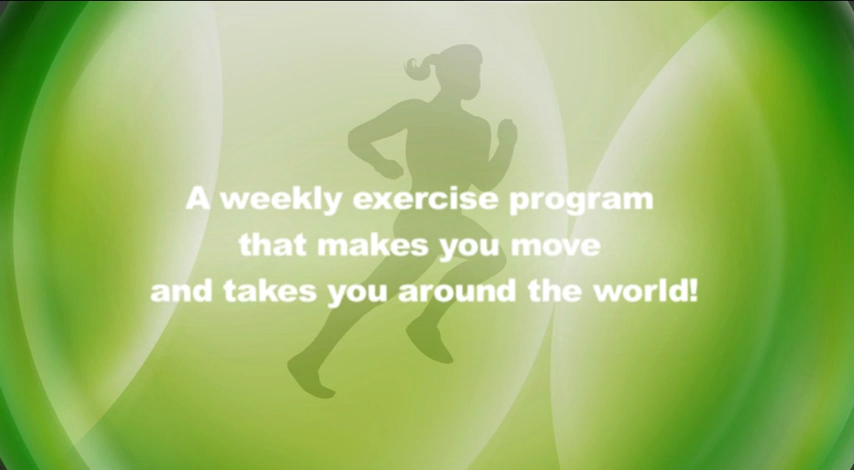 A weekly exercise program
that makes you move
and takes you around the world!